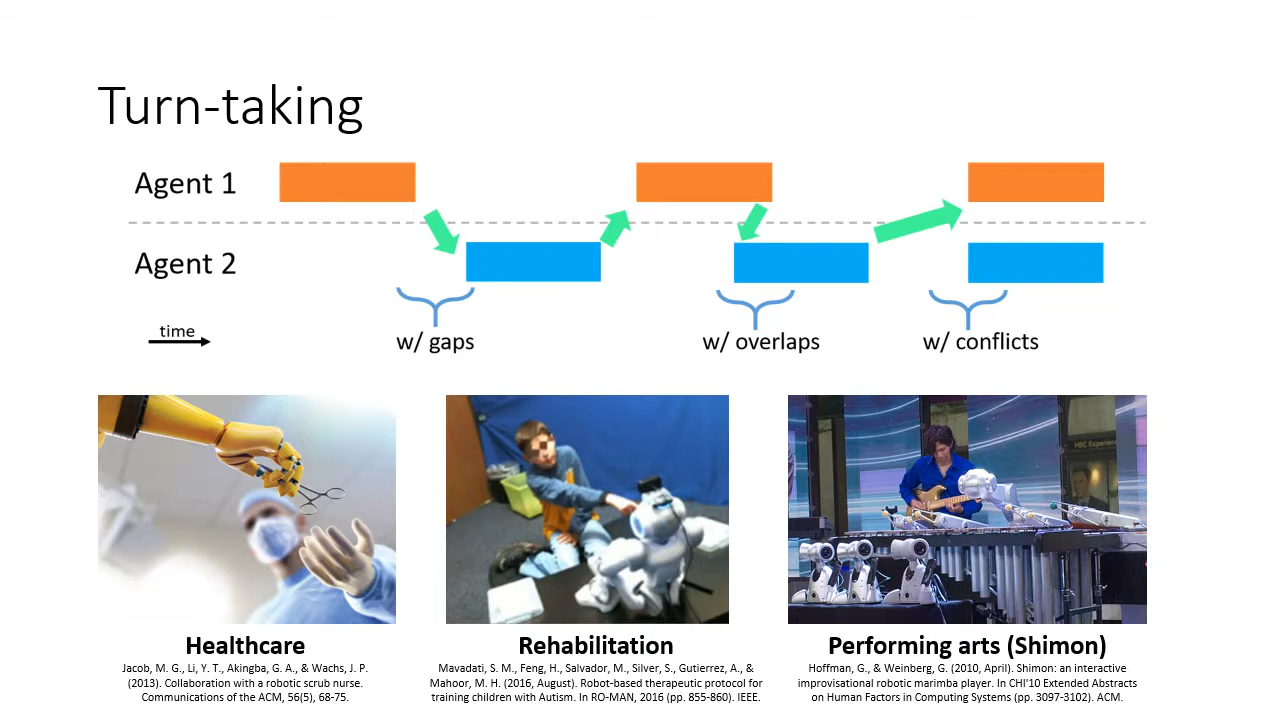 Turn-taking
Agent 1
Agent 2
time
w/ gaps
w/ overlaps
w/ conflicts
Healthcare
Jacob, M. G., Li, Y. T., Akingba, G. A., & Wachs, J. P.
(2013). Collaboration with a robotic scrub nurse.
Communications of the ACM, 56(5), 68-75.
Rehabilitation
Mavadati, S. M., Feng, H., Salvador, M., Silver, S., Gutierrez, A., &
Mahoor, M. H. (2016, August). Robot-based therapeutic protocol for
training children with Autism. In RO-MAN, 2016 (pp. 855-860). IEEE.
Performing arts (Shimon)
Hoffman, G., & Weinberg, G. (2010, April). Shimon: an interactive
improvisational robotic marimba player. In CHI'10 Extended Abstracts
on Human Factors in Computing Systems (pp. 3097-3102). ACM.